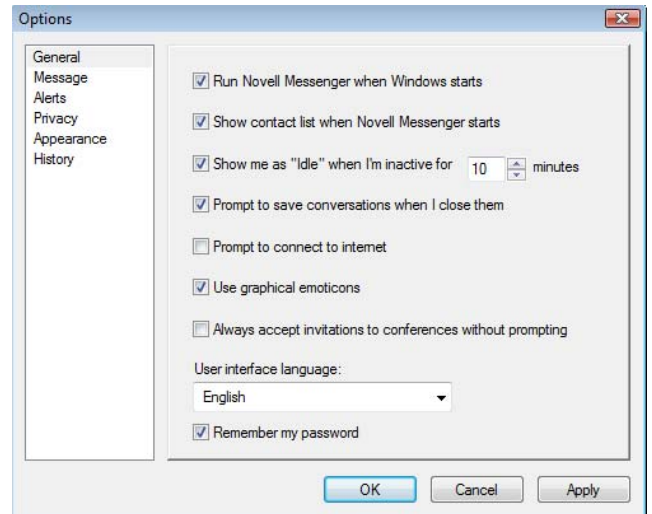 Options
General
Message
Alerts
Privacy
Appearance
History
Run Novell Messenger when Windows starts
Show contact list when Novell Messenger starts
Show me as "Idle" when I'm inactive for 10 minutes
Prompt to save conversations when I close them
Prompt to connect to internet
Use graphical emoticons
Always accept invitations to conferences without prompting
User interface language:
English
Remember my password
OK Cancel Apply